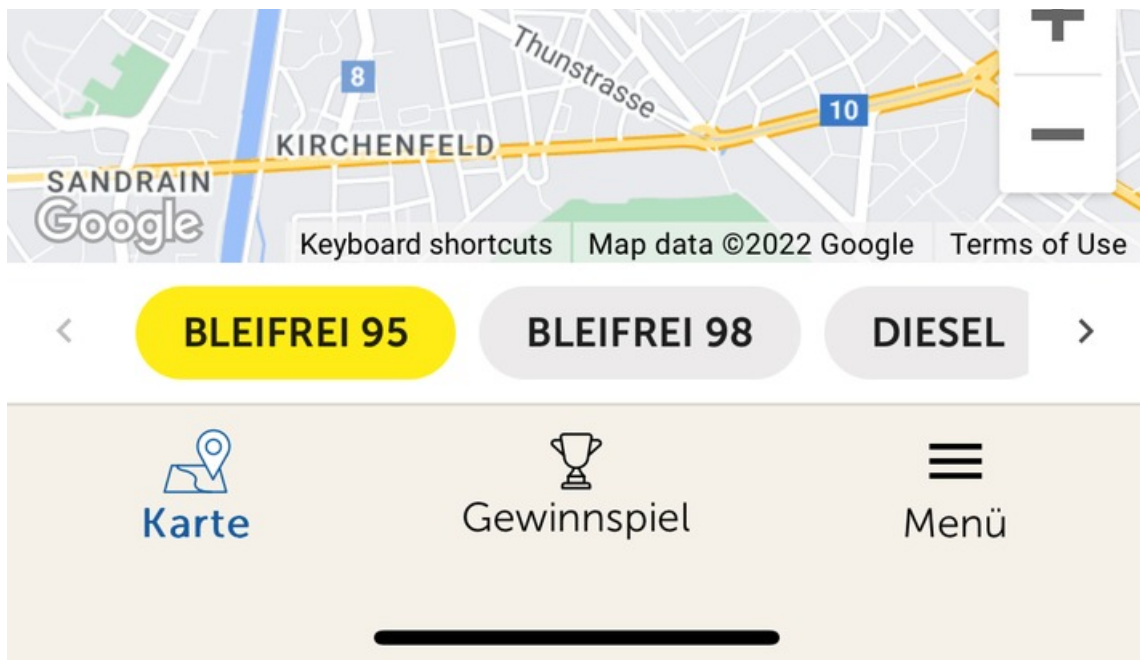 Thunstrasse
8
10
KIRCHENFELD
SANDRAIN
Google
Keyboard shortcuts Map data ©2022 Google Terms of Use
BLEIFREI 95 BLEIFREI 98 DIESEL
Karte Gewinnspiel Menü